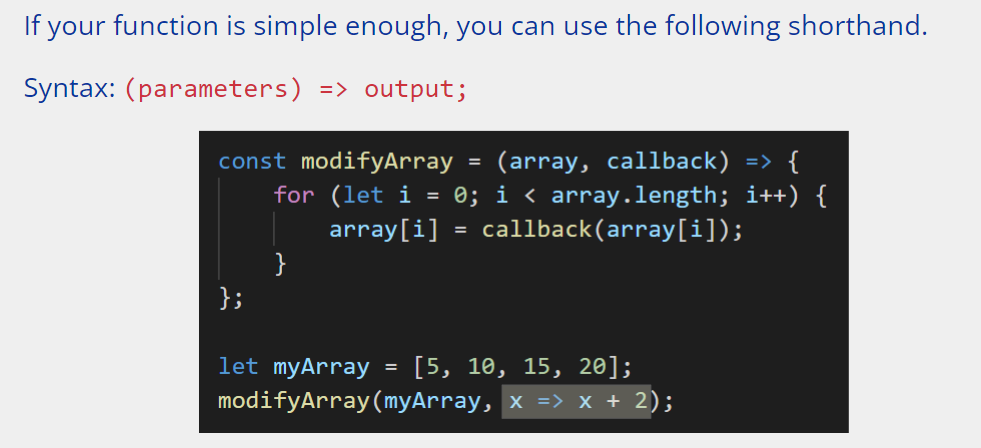 If your function is simple enough, you can use the following shorthand.
Syntax: (parameters) => output;
const modifyArray = (array, callback) => {
    for (let i = 0; i < array.length; i++) {
        array[i] = callback(array[i]);
    }
};

let myArray = [5, 10, 15, 20];
modifyArray(myArray, x => x + 2);